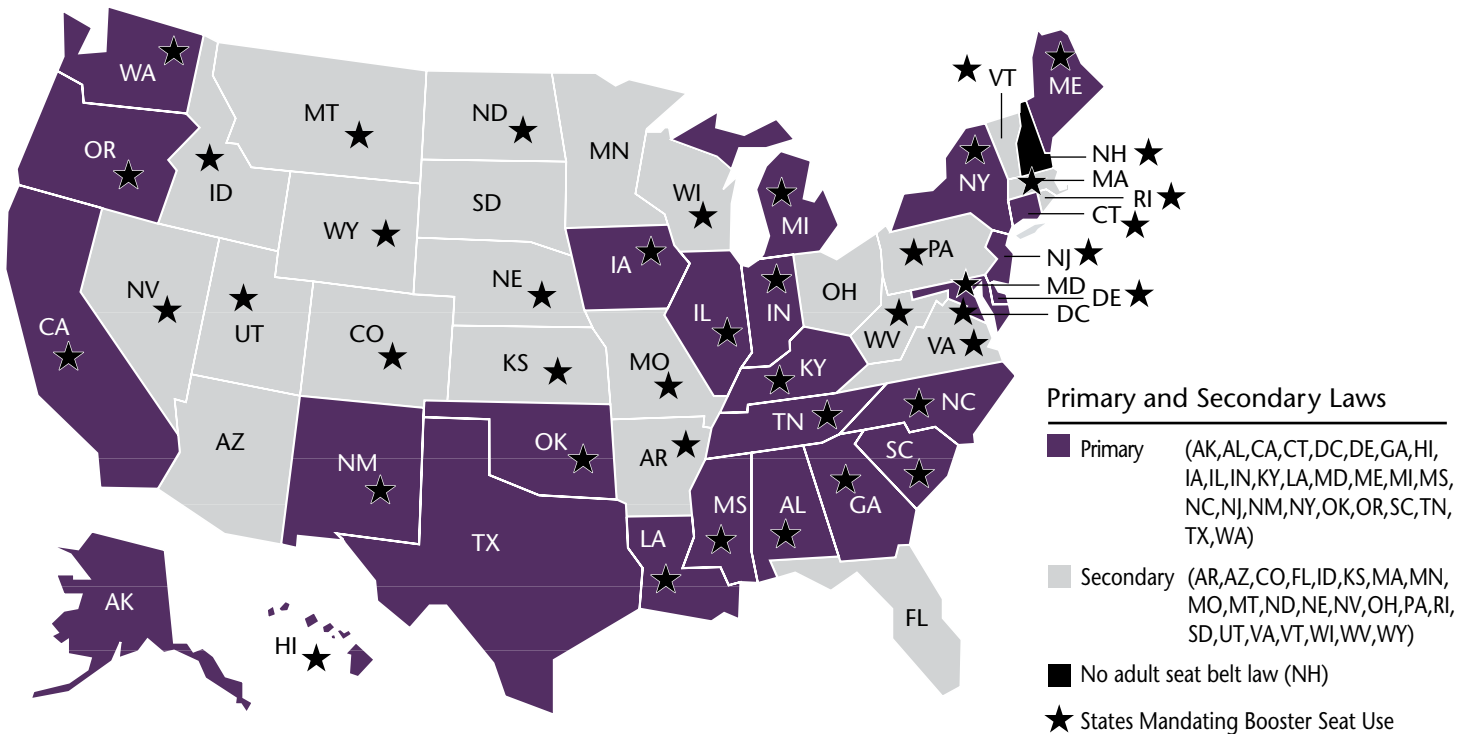 WA
VT
ME
MT
ND
OR
MN
NH
ID
NY
MA
WI
RI
SD
MI
CT
WY
PA
NJ
IA
NE
MD
NV
OH
DE
IL
IN
DC
CA
UT
CO
WV
VA
KS
MO
KY
NC
TN
AZ
OK
SC
AR
NM
MS
AL
GA
TX
LA
AK
FL
HI
Primary and Secondary Laws
Primary (AK,AL,CA,CT,DC,DE,GA,HI,
IA,IL,IN,KY,LA,MD,ME,MI,MS,
NC,NJ,NM,NY,OK,OR,SC,TN,
TX,WA)
Secondary (AR,AZ,CO,FL,ID,KS,MA,MN,
MO,MT,ND,NE,NV,OH,PA,RI,
SD,UT,VA,VT,WI,WV,WY)
No adult seat belt law (NH)
States Mandating Booster Seat Use